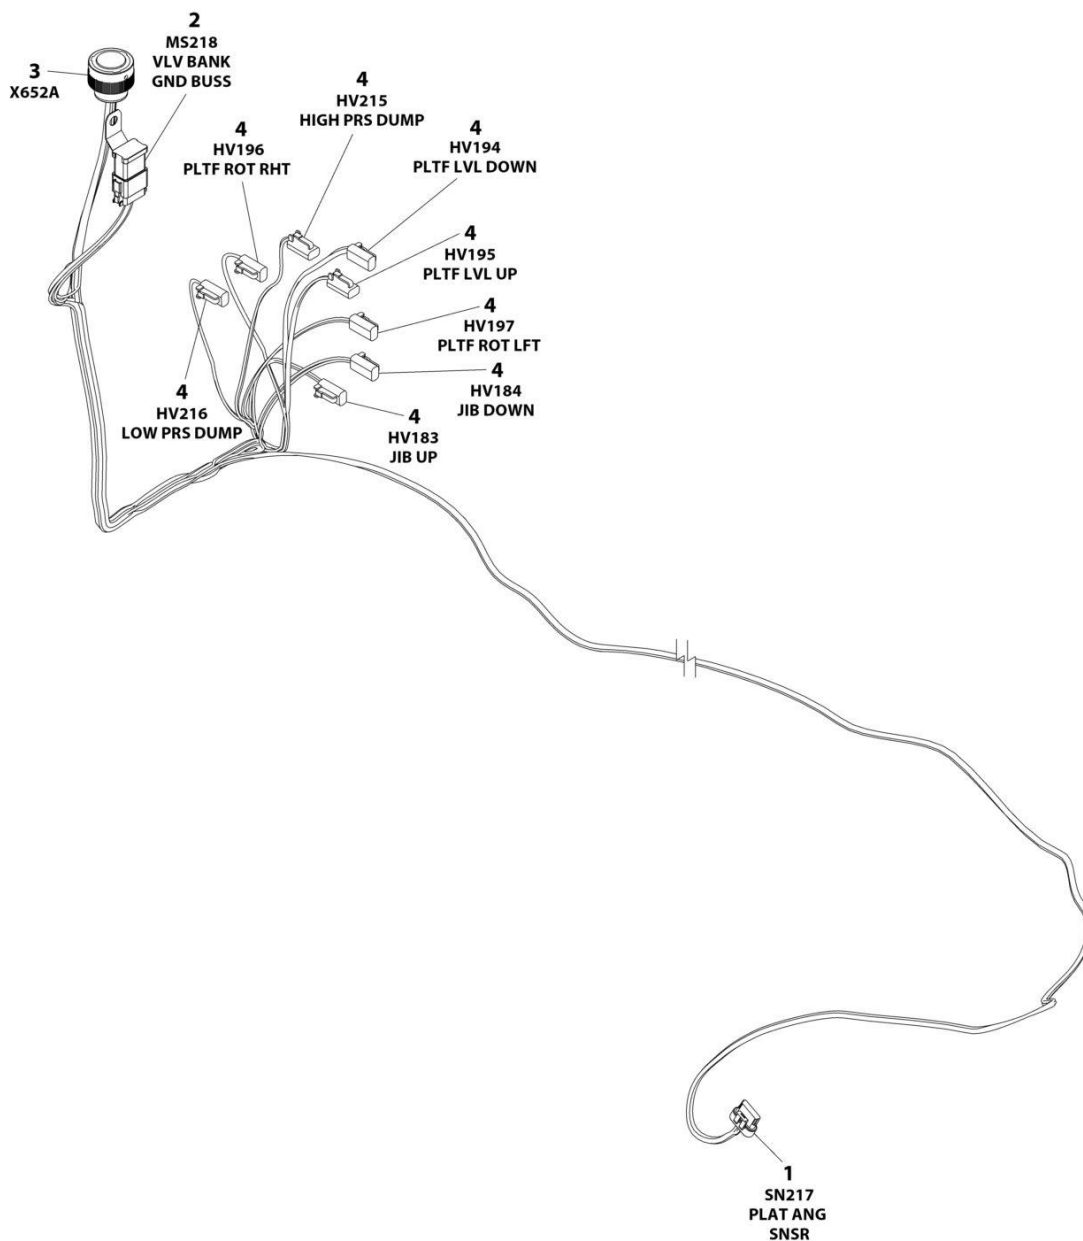 2
MS218
VLV BANK
GND BUSS
3
X652A
4
HV215
HIGH PRS DUMP
4
HV196
PLTF ROT RHT
4
HV194
PLTF LVL DOWN
4
HV195
PLTF LVL UP
4
HV197
PLTF ROT LFT
4
HV184
JIB DOWN
4
HV216
LOW PRS DUMP
4
HV183
JIB UP
1
SN217
PLAT ANG
SNSR